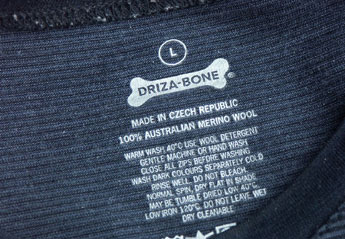 L
DRIZA-BONE®
MADE IN CZECH REPUBLIC
100% AUSTRALIAN MERINO WOOL
WARM WASH 40°C USE WOOL DETERGENT
GENTLE MACHINE OR HAND WASH
CLOSE ALL ZIPS BEFORE WASHING
WASH DARK COLOURS SEPARATELY COLD
RINSE WELL. DO NOT BLEACH.
NORMAL SPIN, DRY FLAT IN SHADE
MAY BE TUMBLE DRIED LOW 40°C
LOW IRON 120°C. DO NOT LEAVE WET
DRY CLEANABLE